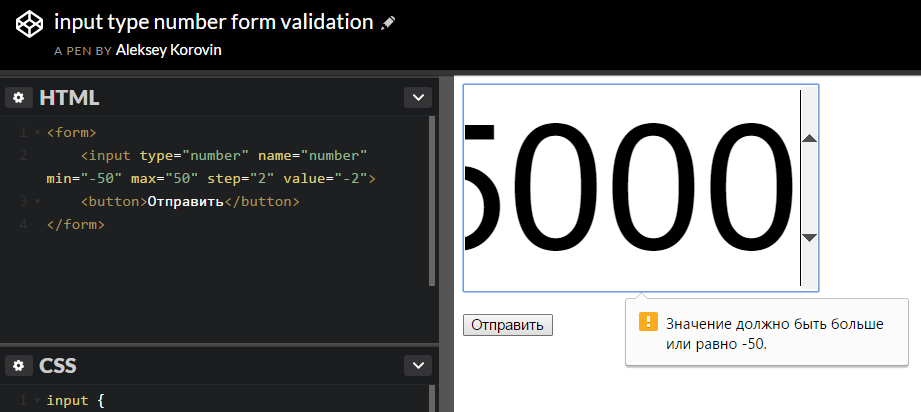 input type number form validation
A PEN BY Aleksey Korovin
HTML
1 <form>
2 <input type="number" name="number"
min="-50" max="50" step="2" value="-2">
3 <button>Отправить</button>
4 </form>
CSS
1 input {
5000
Отправить
Значение должно быть больше
или равно -50.